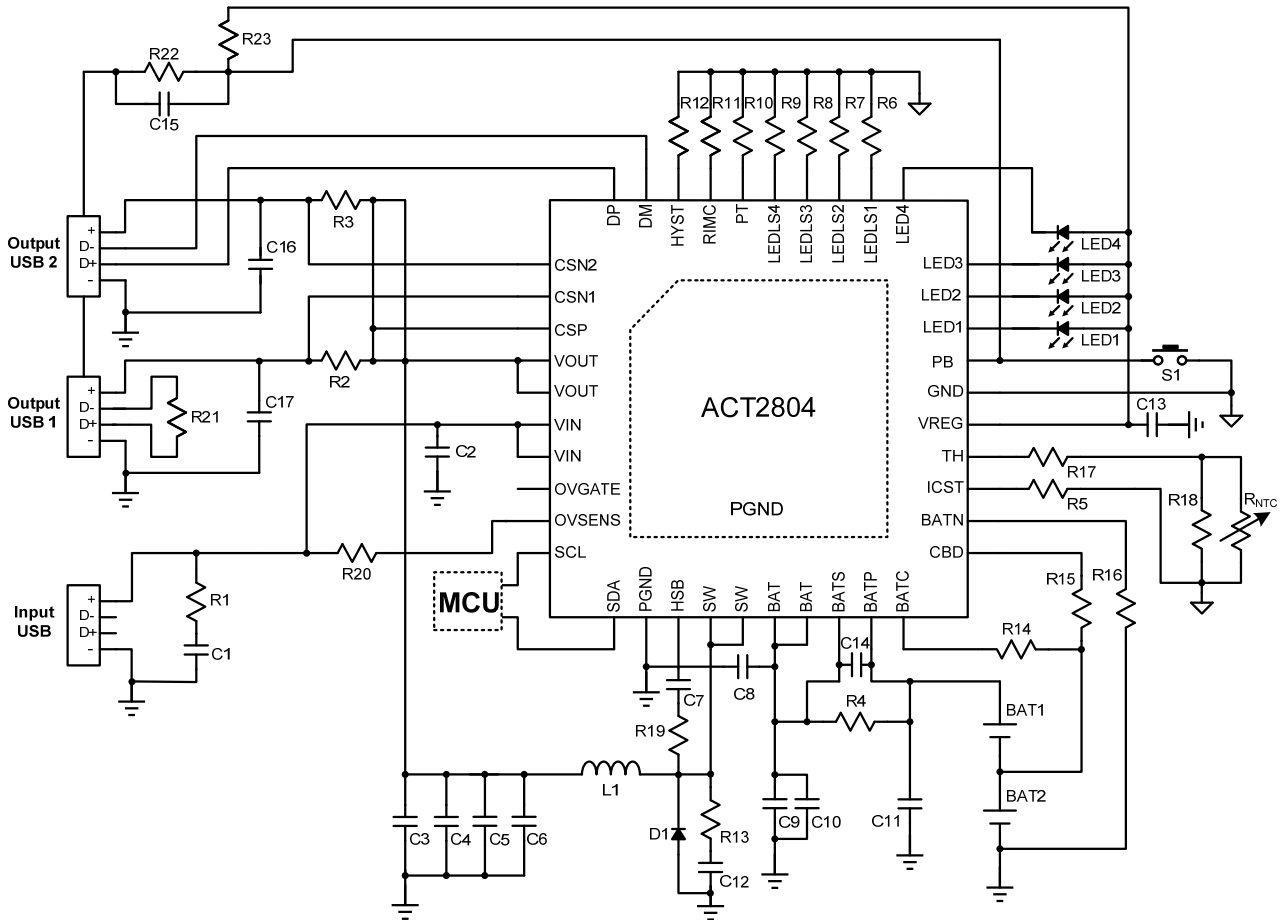 R23
R22
C15
R12
R11
R10
R9
R8
R7
R6
DP
DM
HYST
RIMC
PT
LEDLS4
LEDLS3
LEDLS2
LEDLS1
LED4
Output
USB 2
+
D-
D+
-
R3
C16
CSN2
CSN1
CSP
VOUT
VOUT
VIN
VIN
OVGATE
OVSENS
SCL
LED3
LED2
LED1
PB
GND
VREG
TH
ICST
BATN
CBD
LED4
LED3
LED2
LED1
S1
C13
ACT2804
PGND
Output
USB 1
+
D-
D+
-
R21
C17
R2
C2
R17
R5
R18
RNTC
R20
Input
USB
+
D-
D+
-
R1
C1
MCU
SDA
PGND
HSB
SW
SW
BAT
BAT
BATS
BATP
BATC
R15
R16
R14
C14
C8
C7
R4
R19
BAT1
BAT2
L1
C3
C4
C5
C6
D1
R13
C12
C9
C10
C11